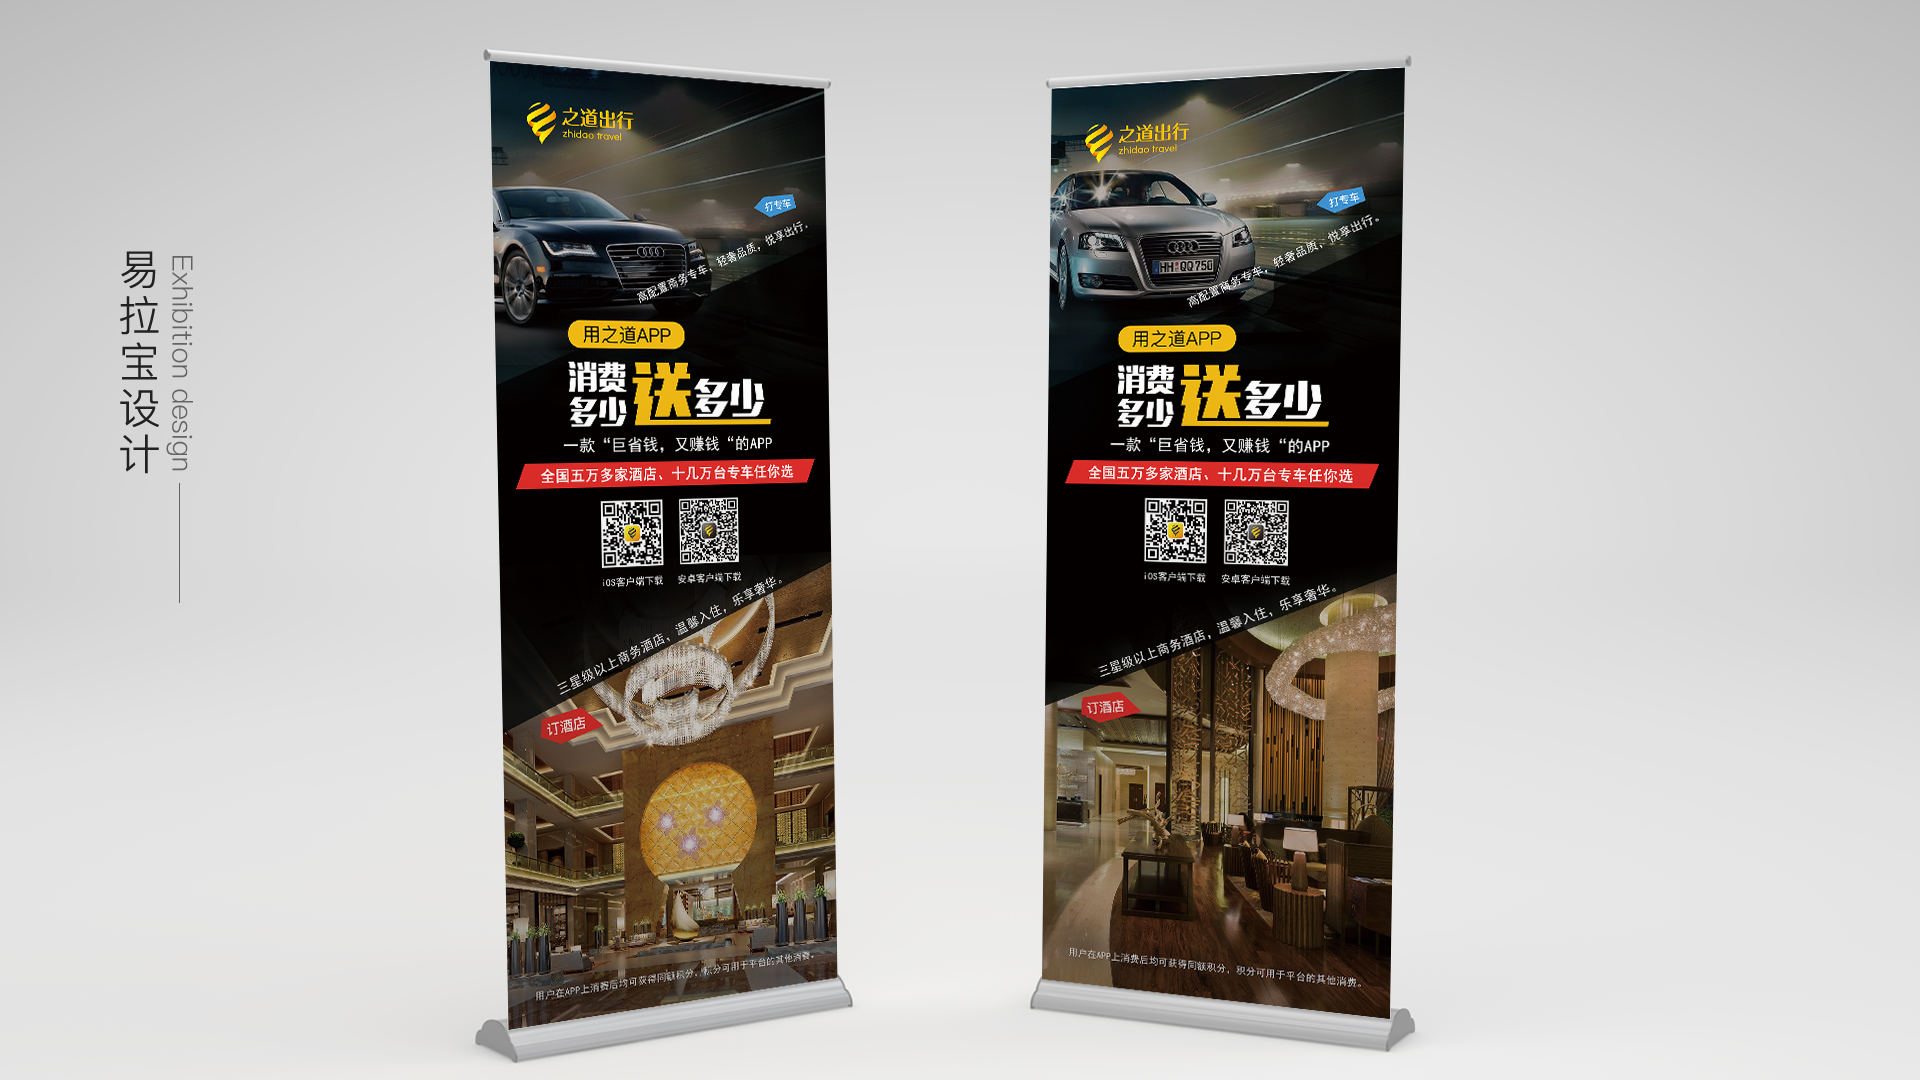 易拉宝设计
Exhibition design
之道出行
zhidao travel
打专车
高配置商务专车，轻奢品质，悦享出行。
用之道APP
消费
多少
送多少
一款“巨省钱，又赚钱“的APP
全国五万多家酒店、十几万台专车任你选
iOS客户端下载
安卓客户端下载
三星级以上商务酒店，温馨入住，乐享奢华。
订酒店
用户在APP上消费后均可获得同额积分，积分可用于平台的其他消费。
之道出行
zhidao travel
打专车
HH QQ 750
高配置商务专车，轻奢品质、悦享出行。
用之道APP
消费
多少
送多少
一款“巨省钱，又赚钱“的APP
全国五万多家酒店、十几万台专车任你选
iOS客户端下载
安卓客户端下载
三星级以上商务酒店，温馨入住，乐享奢华。
订酒店
用户在APP上消费后均可获得同额积分，积分可用于平台的其他消费。